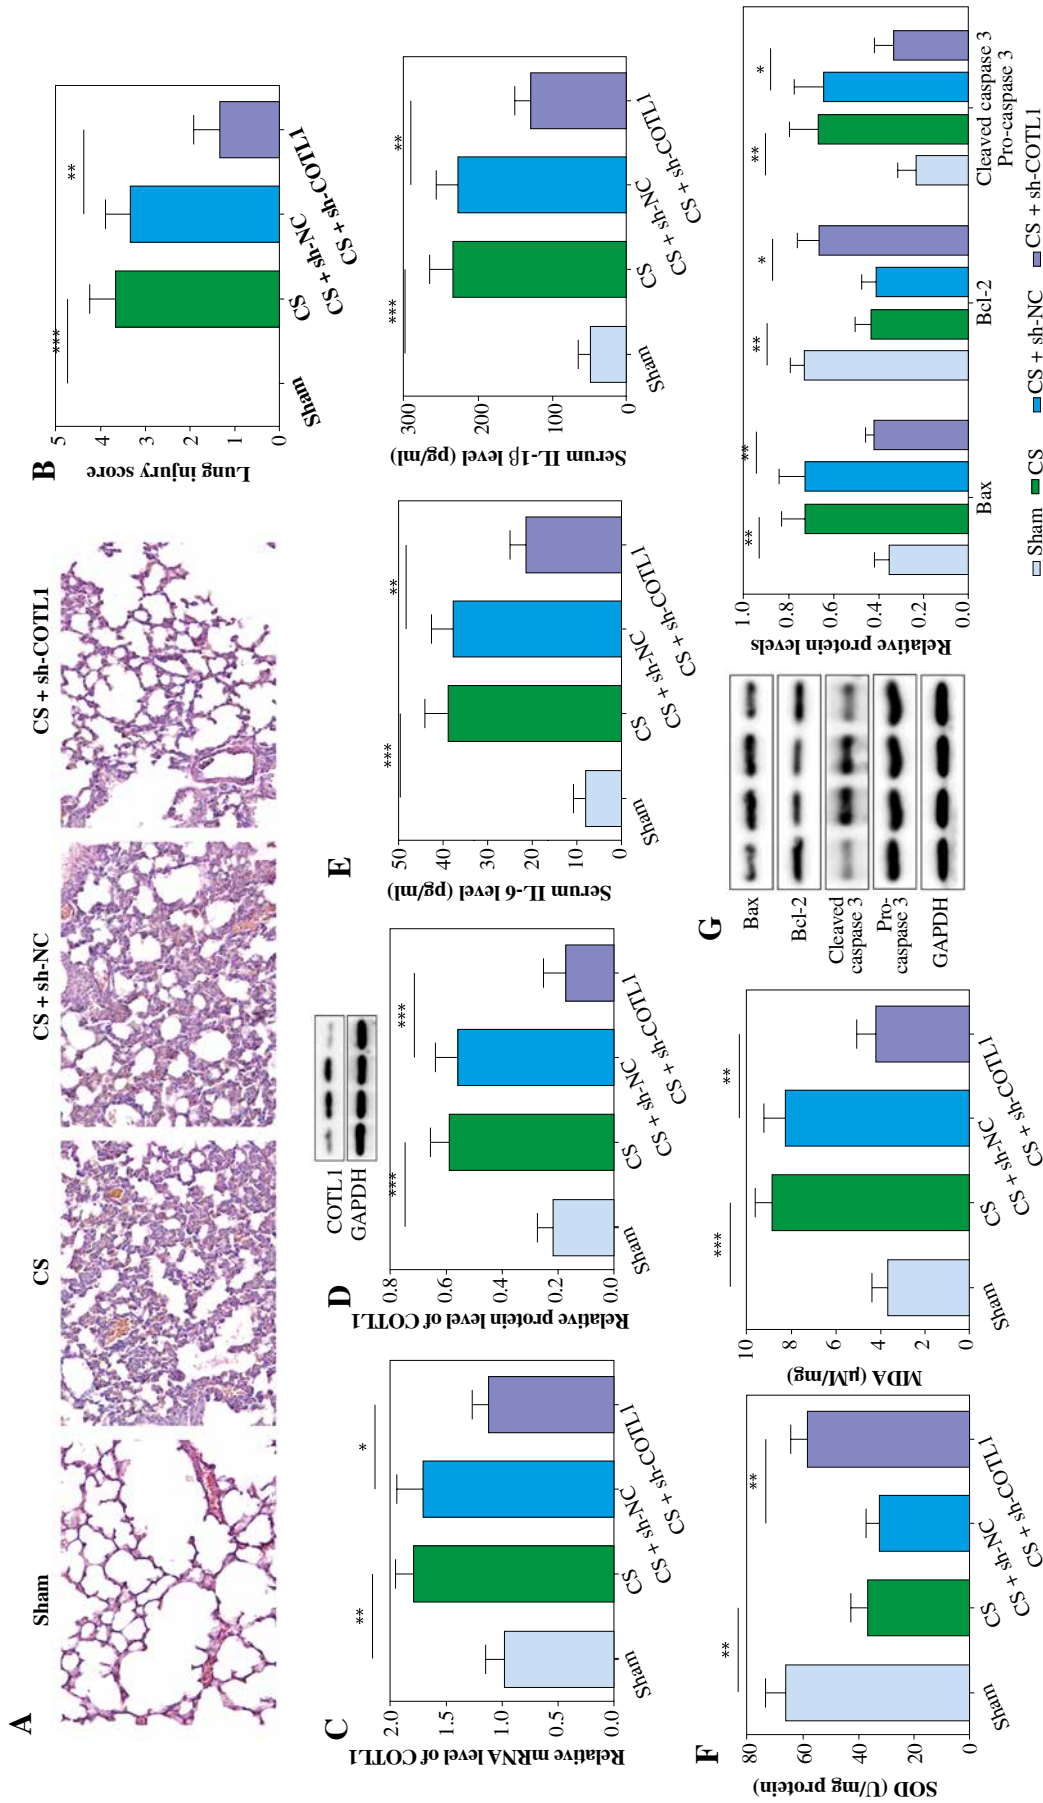 A
Sham
CS
CS + sh-NC
CS + sh-COTL1
B
Lung injury score
5
4
3
2
1
0
***
**
Sham
CS
CS + sh-NC
CS + sh-COTL1
C
Relative mRNA level of COTL1
2.0
1.5
1.0
0.5
0.0
**
*
Sham
CS
CS + sh-NC
CS + sh-COTL1
D
COTL1
GAPDH
Relative protein level of COTL1
0.8
0.6
0.4
0.2
0.0
***
***
Sham
CS
CS + sh-NC
CS + sh-COTL1
E
Serum IL-6 level (pg/ml)
50
40
30
20
10
0
***
**
Sham
CS
CS + sh-NC
CS + sh-COTL1
Serum IL-1β level (pg/ml)
300
200
100
0
***
**
Sham
CS
CS + sh-NC
CS + sh-COTL1
F
SOD (U/mg protein)
80
60
40
20
0
**
**
Sham
CS
CS + sh-NC
CS + sh-COTL1
MDA (μM/mg)
10
8
6
4
2
0
***
**
Sham
CS
CS + sh-NC
CS + sh-COTL1
G
Bax
Bcl-2
Cleaved
caspase 3
Pro-
caspase 3
GAPDH
Relative protein levels
1.0
0.8
0.6
0.4
0.2
0.0
**
**
**
*
**
*
Bax
Bcl-2
Cleaved caspase 3
Pro-caspase 3
Sham
CS
CS + sh-NC
CS + sh-COTL1